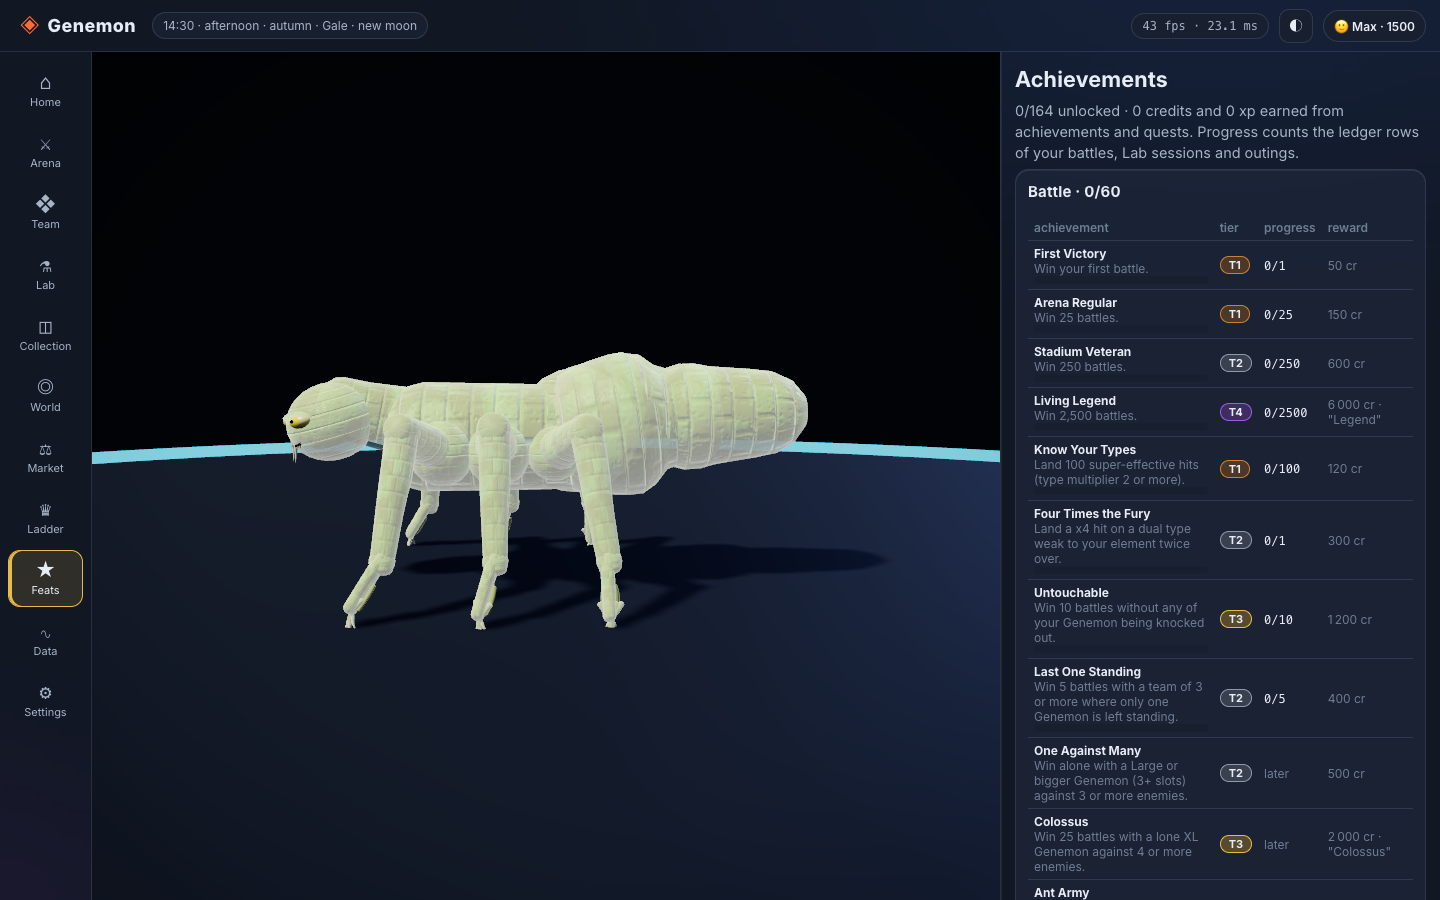 Genemon
14:30 · afternoon · autumn · Gale · new moon
43 fps · 23.1 ms
Max · 1500
Home
Arena
Team
Lab
Collection
World
Market
Ladder
Feats
Data
Settings
Achievements
0/164 unlocked · 0 credits and 0 xp earned from
achievements and quests. Progress counts the ledger rows
of your battles, Lab sessions and outings.
Battle · 0/60
achievement tier progress reward
First Victory
Win your first battle.
T1 0/1 50 cr
Arena Regular
Win 25 battles.
T1 0/25 150 cr
Stadium Veteran
Win 250 battles.
T2 0/250 600 cr
Living Legend
Win 2,500 battles.
T4 0/2500 6 000 cr ·
"Legend"
Know Your Types
Land 100 super-effective hits
(type multiplier 2 or more).
T1 0/100 120 cr
Four Times the Fury
Land a x4 hit on a dual type
weak to your element twice
over.
T2 0/1 300 cr
Untouchable
Win 10 battles without any of
your Genemon being knocked
out.
T3 0/10 1 200 cr
Last One Standing
Win 5 battles with a team of 3
or more where only one
Genemon is left standing.
T2 0/5 400 cr
One Against Many
Win alone with a Large or
bigger Genemon (3+ slots)
against 3 or more enemies.
T2 later 500 cr
Colossus
Win 25 battles with a lone XL
Genemon against 4 or more
enemies.
T3 later 2 000 cr ·
"Colossus"
Ant Army